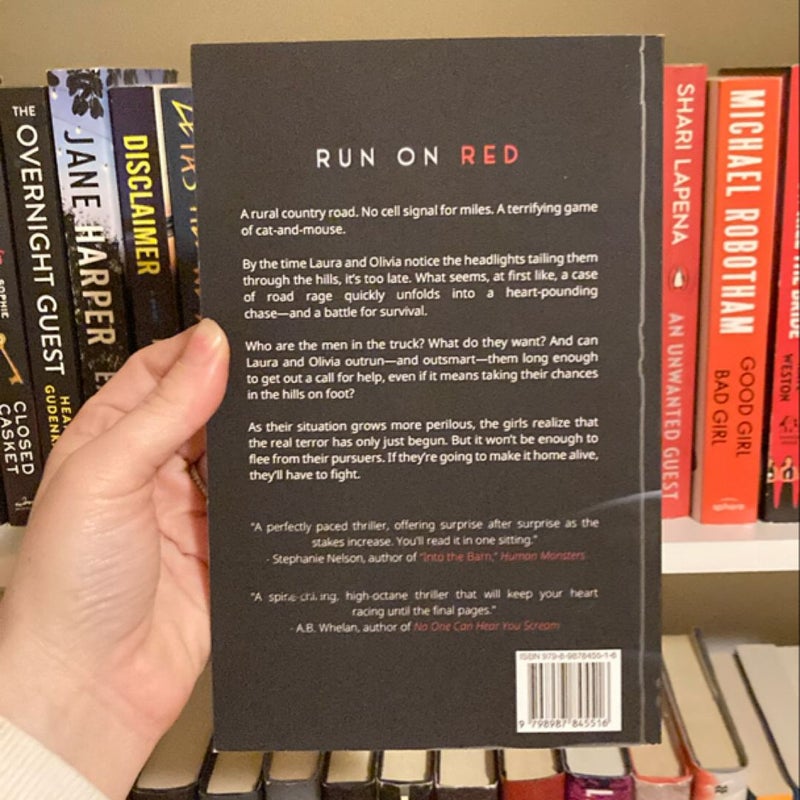 RUN ON RED
A rural country road. No cell signal for miles. A terrifying game
of cat-and-mouse.
By the time Laura and Olivia notice the headlights tailing them
through the hills, it's too late. What seems, at first like, a case
of road rage quickly unfolds into a heart-pounding
chase—and a battle for survival.
Who are the men in the truck? What do they want? And can
Laura and Olivia outrun—and outsmart—them long enough
to get out a call for help, even if it means taking their chances
in the hills on foot?
As their situation grows more perilous, the girls realize that
the real terror has only just begun. But it won't be enough to
flee from their pursuers. If they're going to make it home alive,
they'll have to fight.
"A perfectly paced thriller, offering surprise after surprise as the
stakes increase. You'll read it in one sitting."
- Stephanie Nelson, author of "Into the Barn," Human Monsters
"A spine-chilling, high-octane thriller that will keep your heart
racing until the final pages."
- A.B. Whelan, author of No One Can Hear You Scream
9 798987 845516
SOPHIE
CLOSED
CASKET
THE
OVERNIGHT GUEST
JANE HARPER
DISCLAIMER
SHARI LAPENA
AN UNWANTED GUEST
MICHAEL ROBOTHAM
GOOD GIRL
BAD GIRL
sphere
THE BRIDE
WESTON